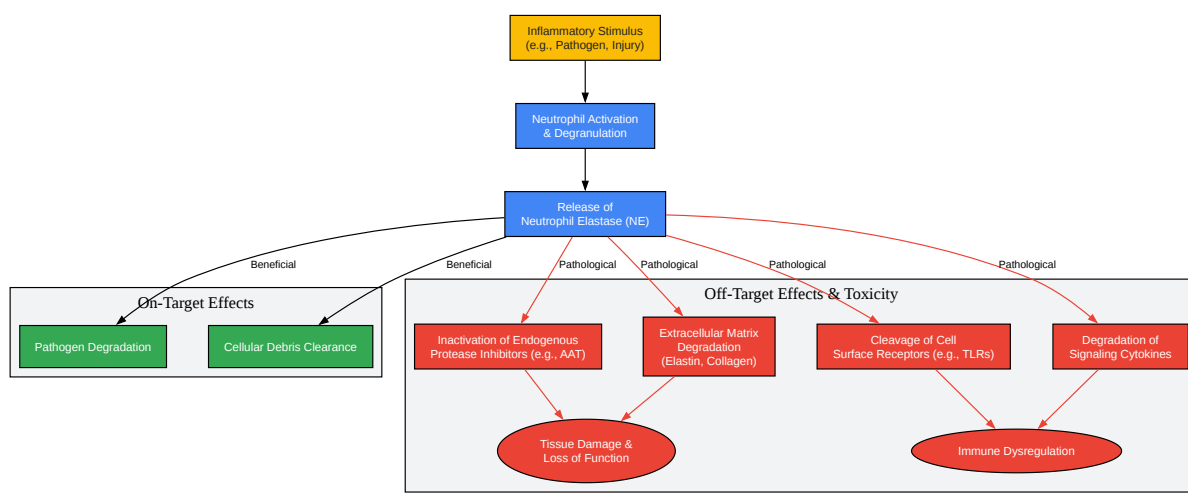 Inflammatory Stimulus
(e.g., Pathogen, Injury)
Neutrophil Activation
& Degranulation
Release of
Neutrophil Elastase (NE)
Beneficial
Beneficial
Pathological
Pathological
Pathological
Pathological
On-Target Effects
Off-Target Effects & Toxicity
Pathogen Degradation
Cellular Debris Clearance
Inactivation of Endogenous
Protease Inhibitors (e.g., AAT)
Extracellular Matrix
Degradation
(Elastin, Collagen)
Cleavage of Cell
Surface Receptors (e.g., TLRs)
Degradation of
Signaling Cytokines
Tissue Damage &
Loss of Function
Immune Dysregulation